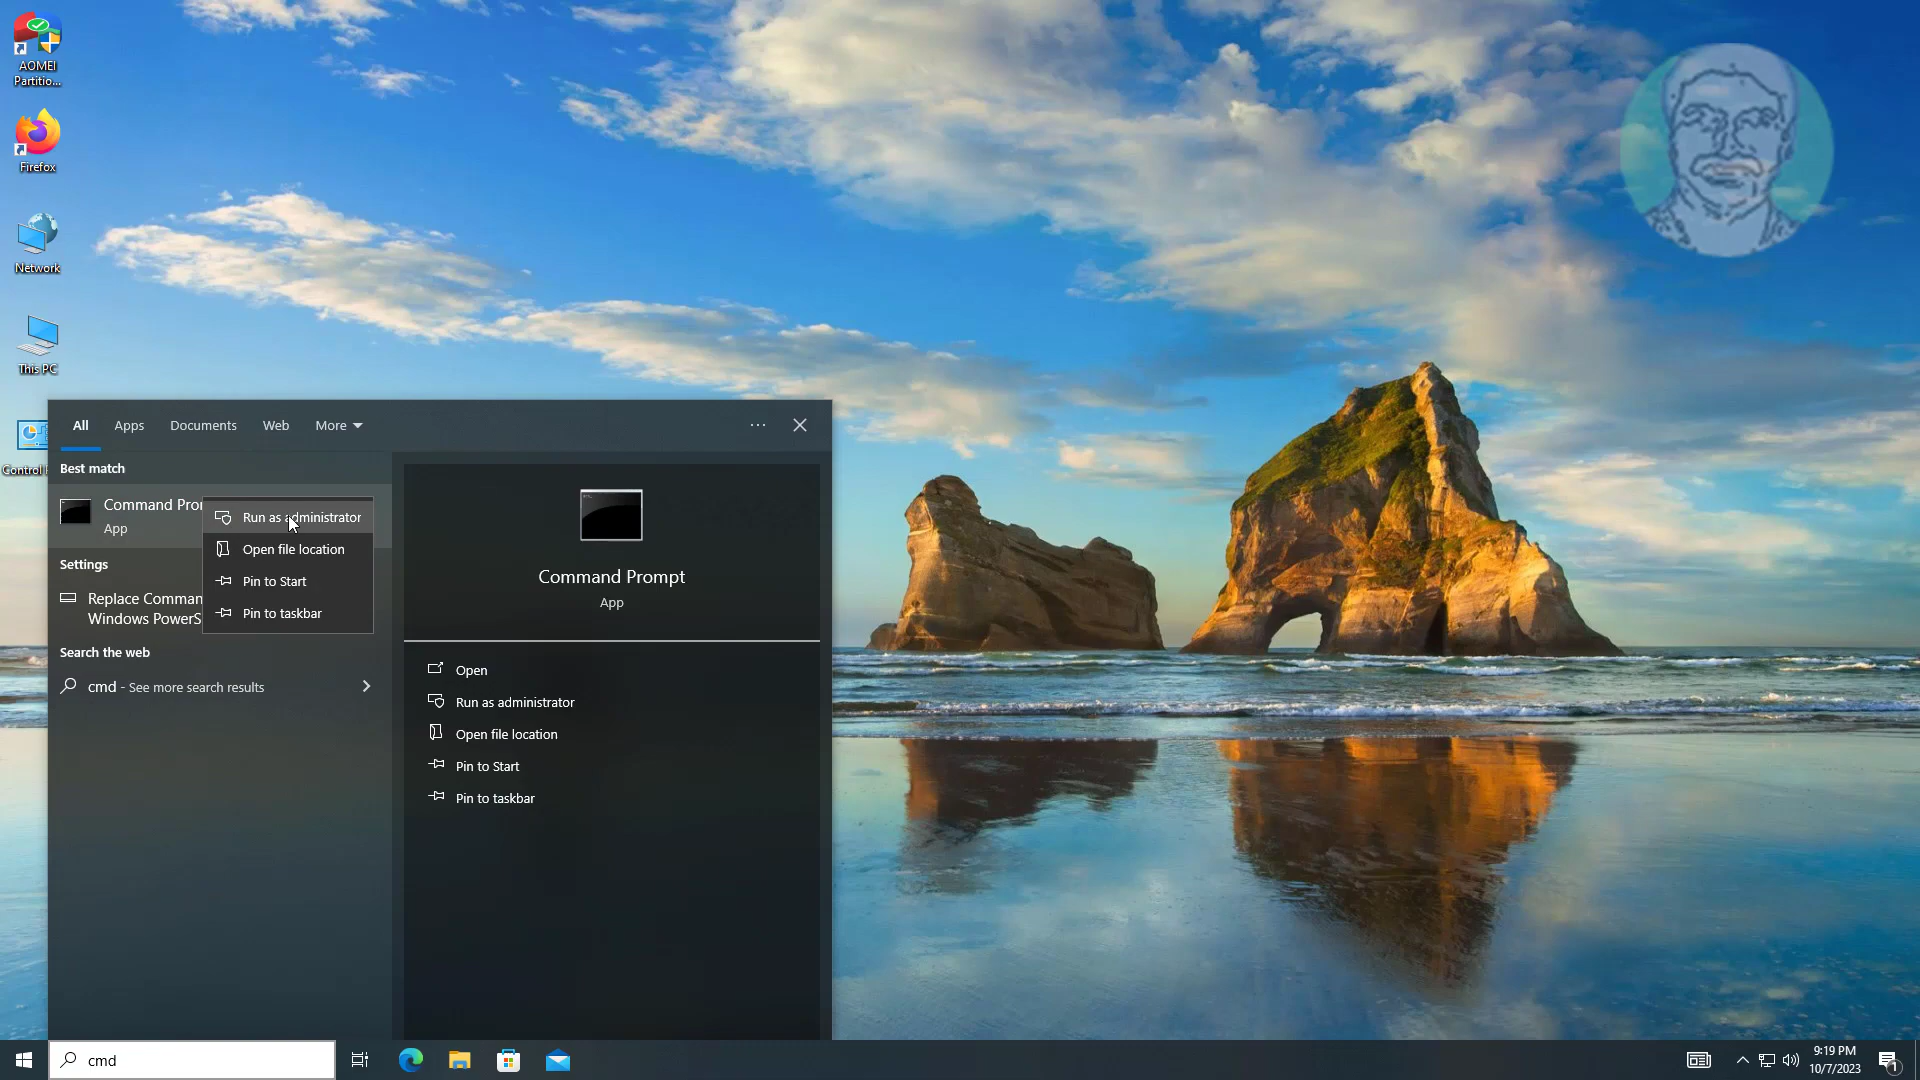 AOMEI
Partitio...
Firefox
Network
This PC
Control
All
Apps
Documents
Web
More
Best match
Command
App
Run as administrator
Open file location
Pin to Start
Pin to taskbar
Settings
Replace
Windows
Search the web
cmd - See more search results
Command Prompt
App
Open
Run as administrator
Open file location
Pin to Start
Pin to taskbar
cmd
9:19 PM
10/7/2023
1